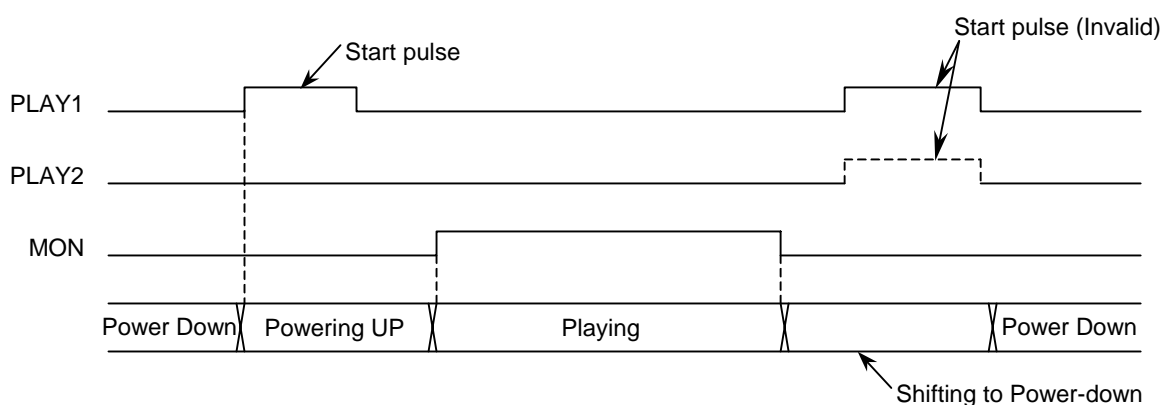 Start pulse (Invalid)
Start pulse
PLAY1
PLAY2
MON
Power Down
Powering UP
Playing
Power Down
Shifting to Power-down